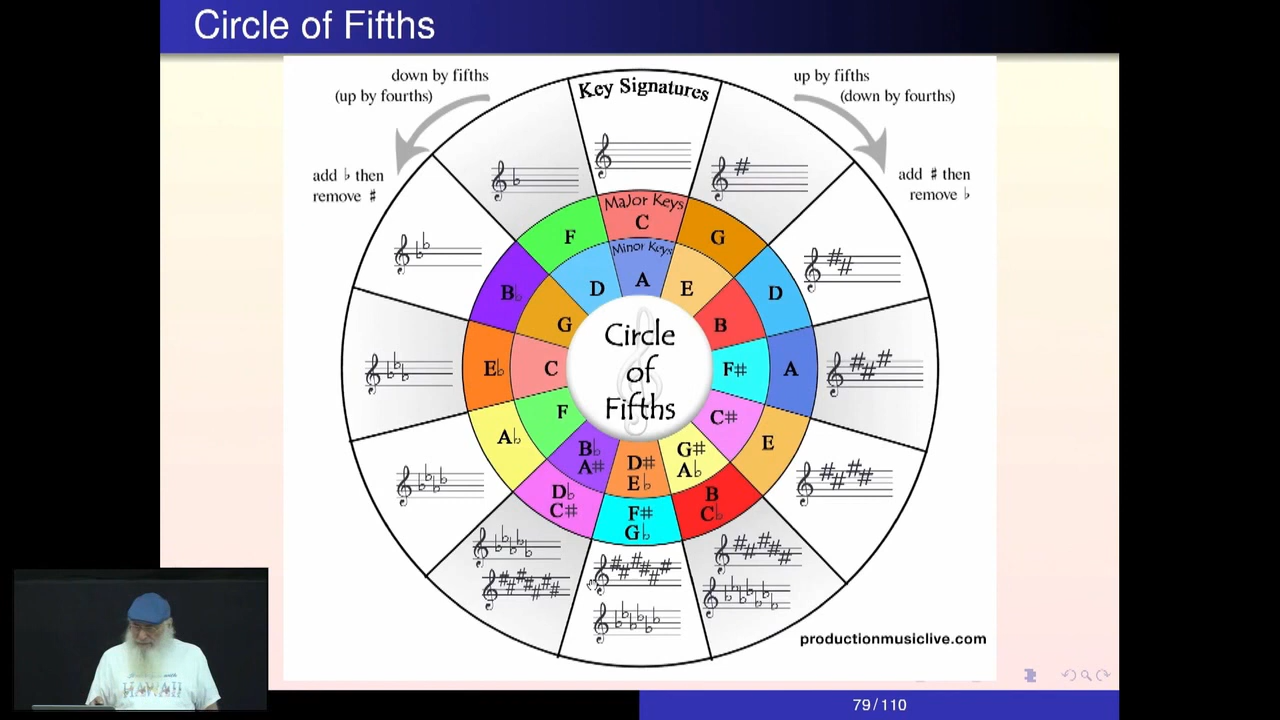 Circle of Fifths
down by fifths
(up by fourths)
up by fifths
(down by fourths)
add ♭ then
remove ♯
add ♯ then
remove ♭
Key Signatures
Major Keys
C
G
D
A
E
B
C♭
F♯
G♭
D♭
C♯
A♭
E♭
B♭
F
Minor Keys
A
E
B
F♯
C♯
G♯
A♭
D♯
E♭
B♭
A♯
F
C
G
D
Circle
of
Fifths
productionmusiclive.com
HAWAII
79/110